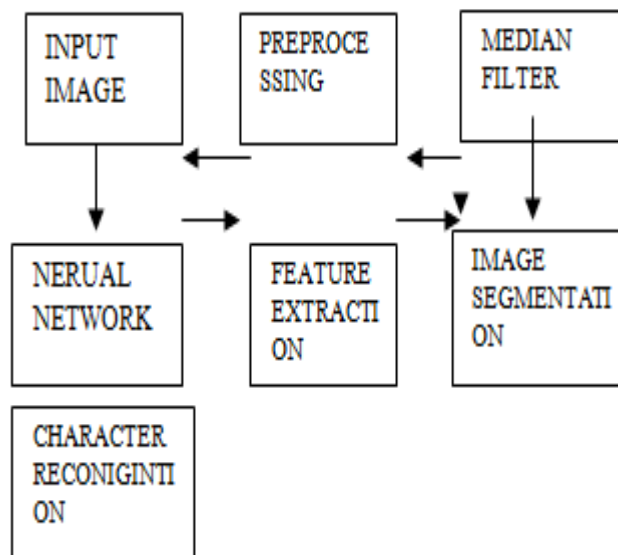 INPUT
IMAGE
PREPROCE
SSING
MEDIAN
FILTER
NERUAL
NETWORK
FEATURE
EXTRACTI
ON
IMAGE
SEGMENTATI
ON
CHARACTER
RECONIGINTI
ON